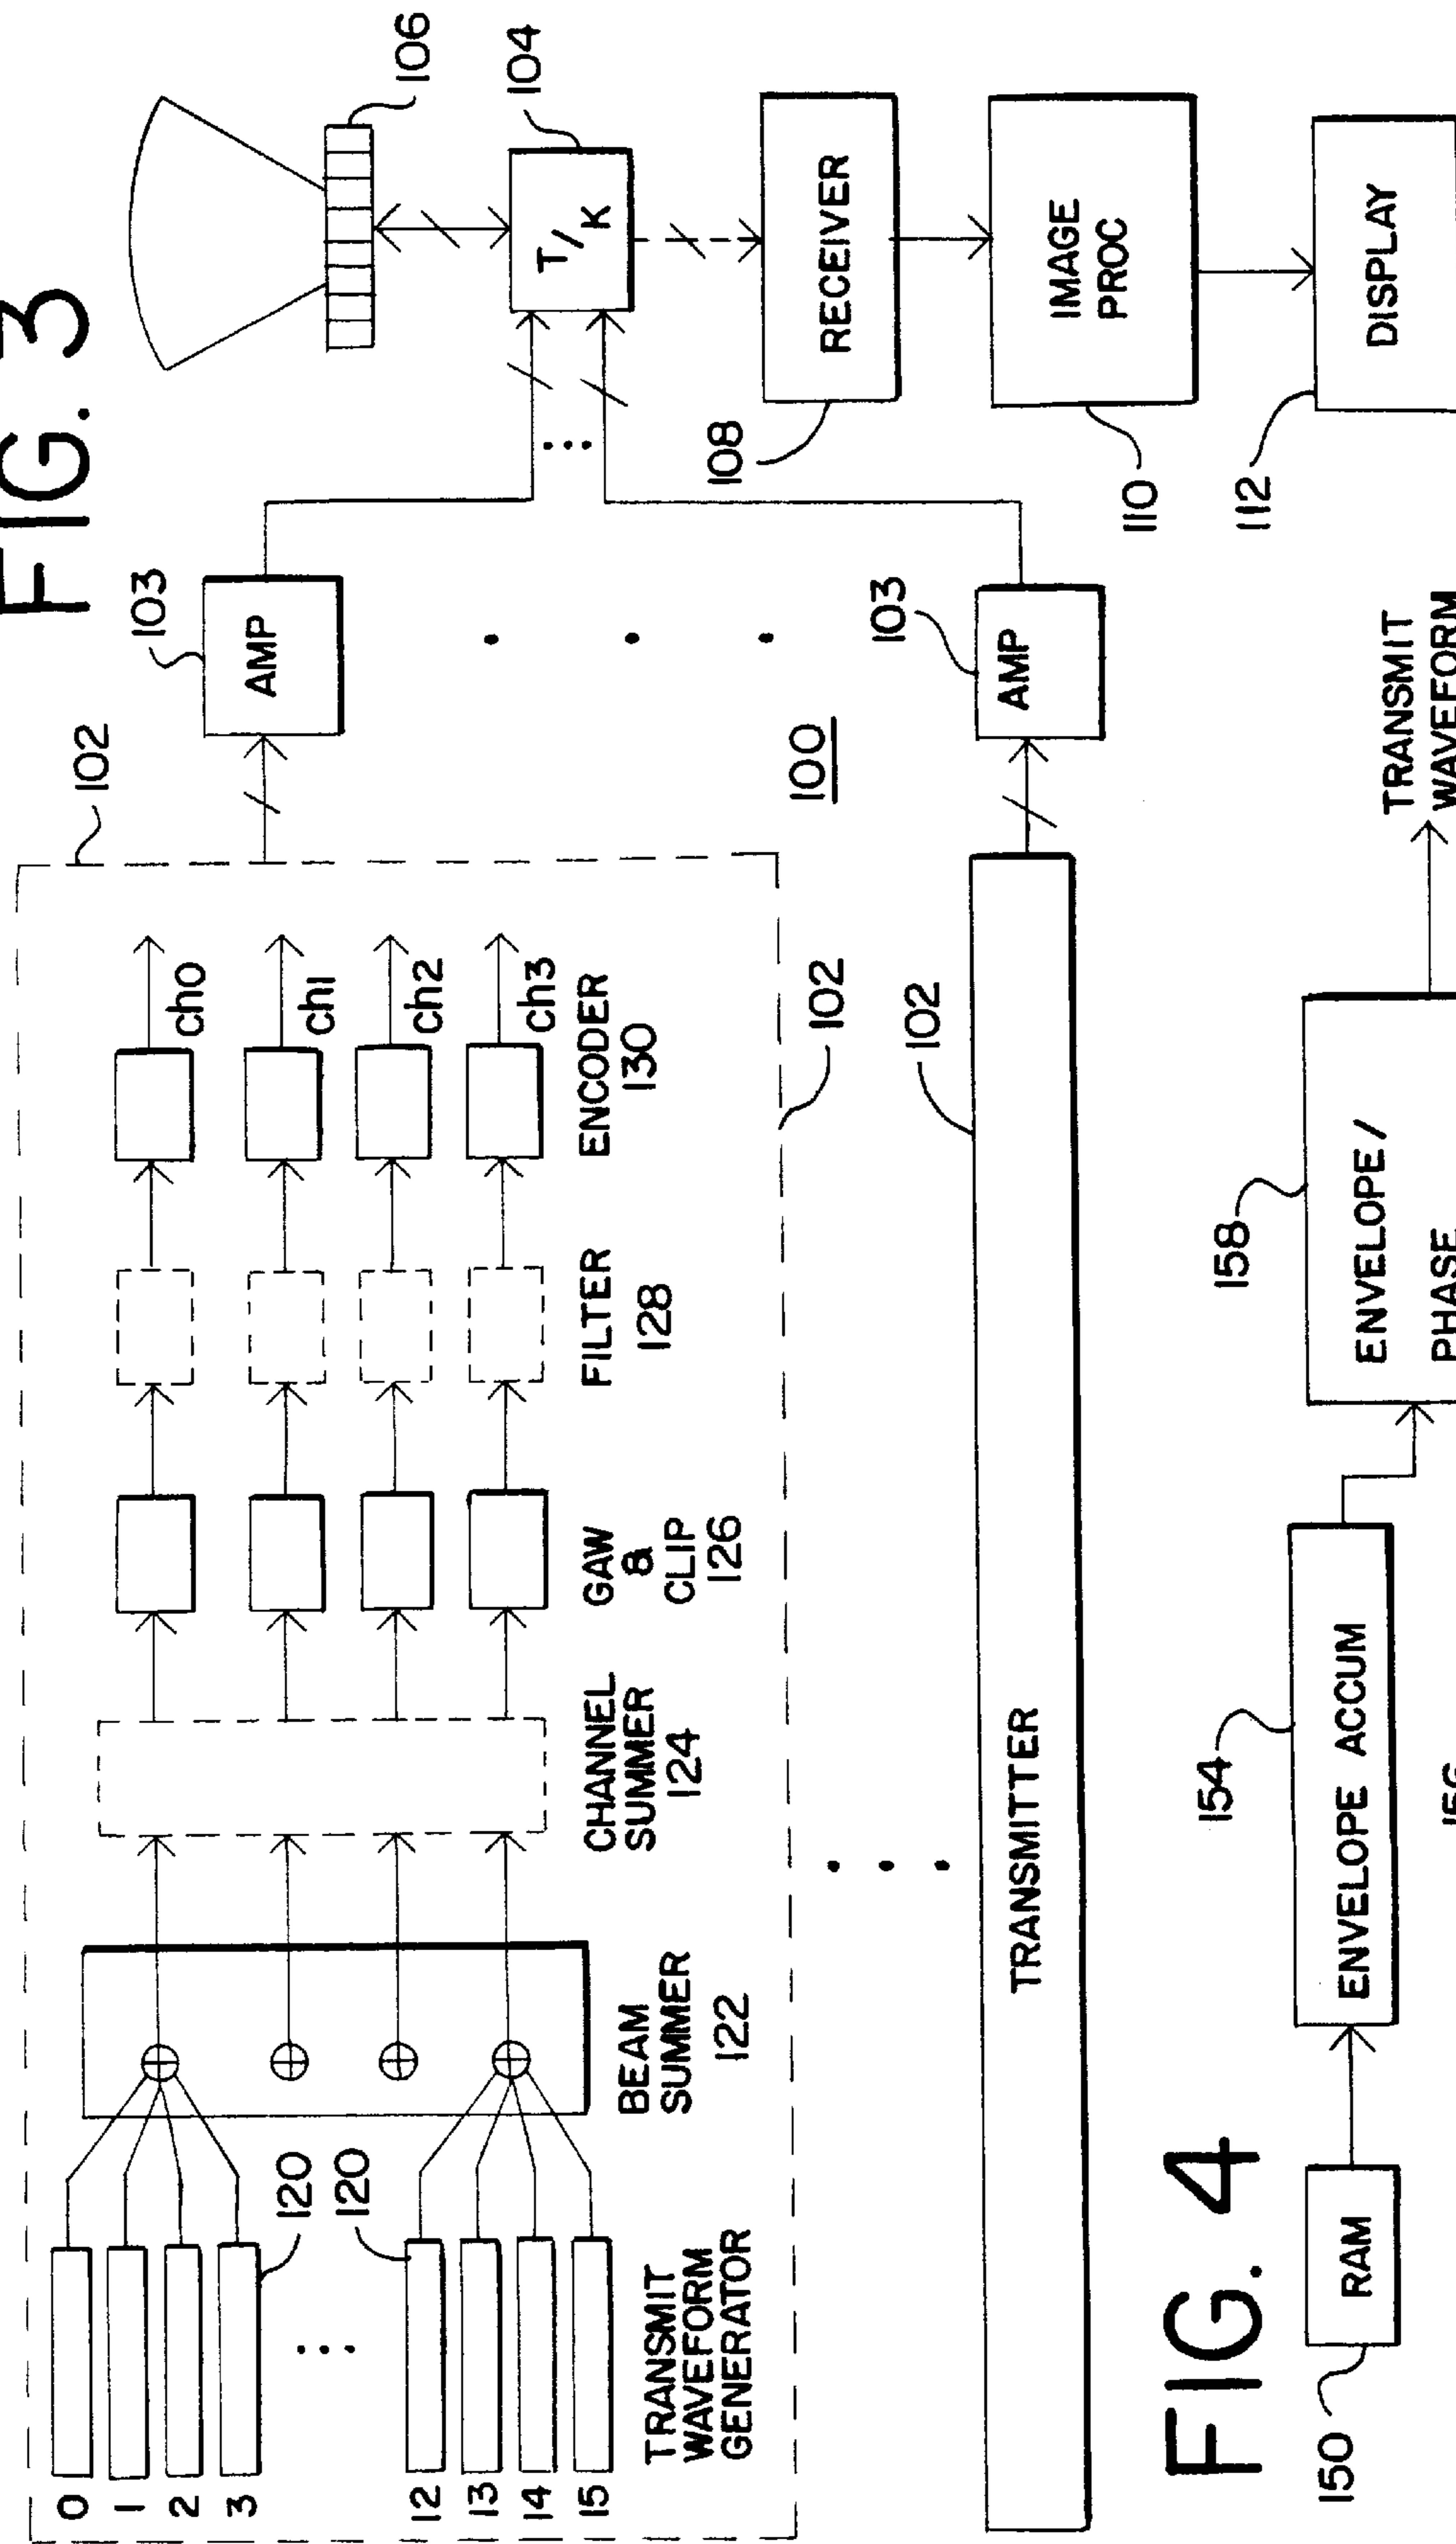 FIG. 3
102
103
AMP
106
104
T/K
RECEIVER
108
IMAGE
PROC
110
DISPLAY
112
0
1
2
3
120
120
12
13
14
15
TRANSMIT
WAVEFORM
GENERATOR
BEAM
SUMMER
122
CHANNEL
SUMMER
124
GAW
&
CLIP
126
FILTER
128
ENCODER
130
ch0
ch1
ch2
ch3
102
100
102
TRANSMITTER
103
AMP
FIG. 4
150
RAM
154
ENVELOPE ACCUM
158
ENVELOPE /
PHASE
TRANSMIT
WAVEFORM